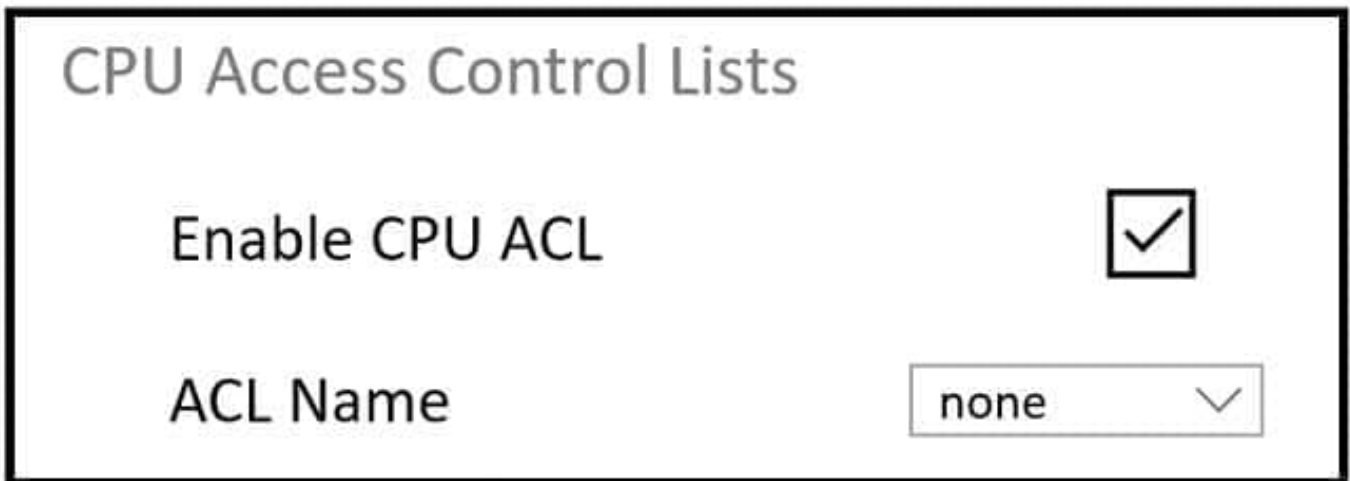 CPU Access Control Lists
Enable CPU ACL
ACL Name none